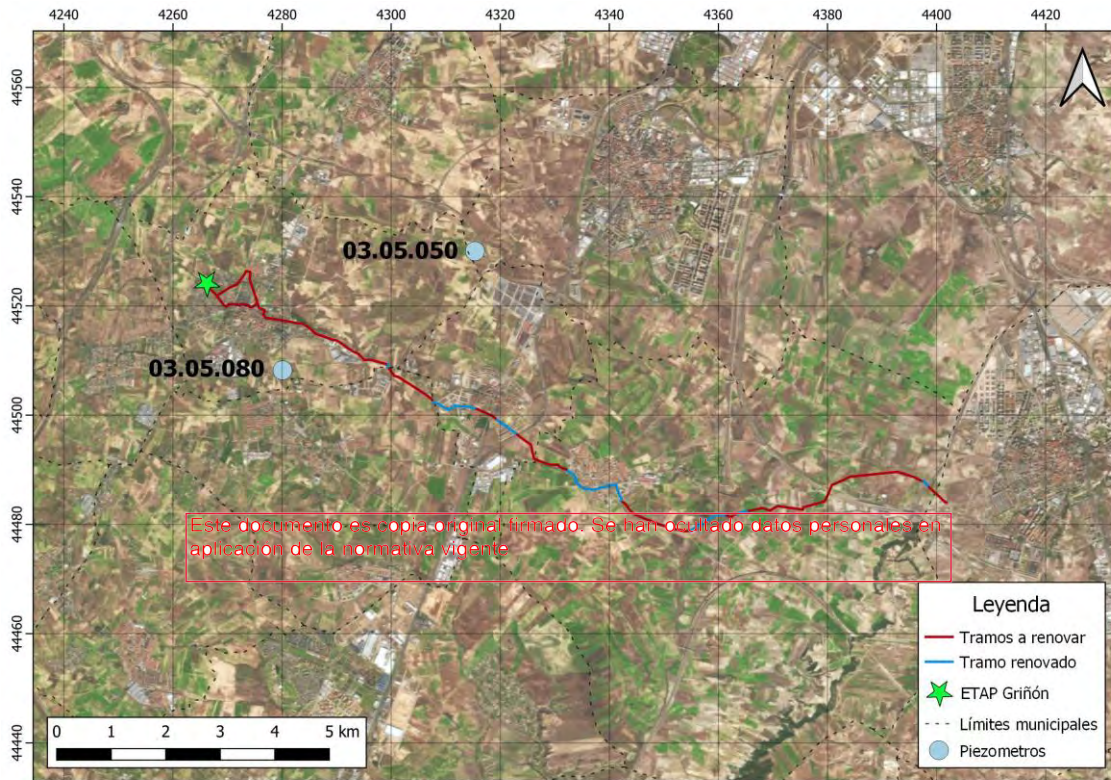 4240 4260 4280 4300 4320 4340 4360 4380 4400 4420
44560
44540
44520
44500
44480
44460
44440
03.05.050
03.05.080
Este documento es copia original firmado. Se han ocultado datos personales en
aplicación de la normativa vigente
Leyenda
Tramos a renovar
Tramo renovado
ETAP Griñón
Límites municipales
Piezometros
0 1 2 3 4 5 km